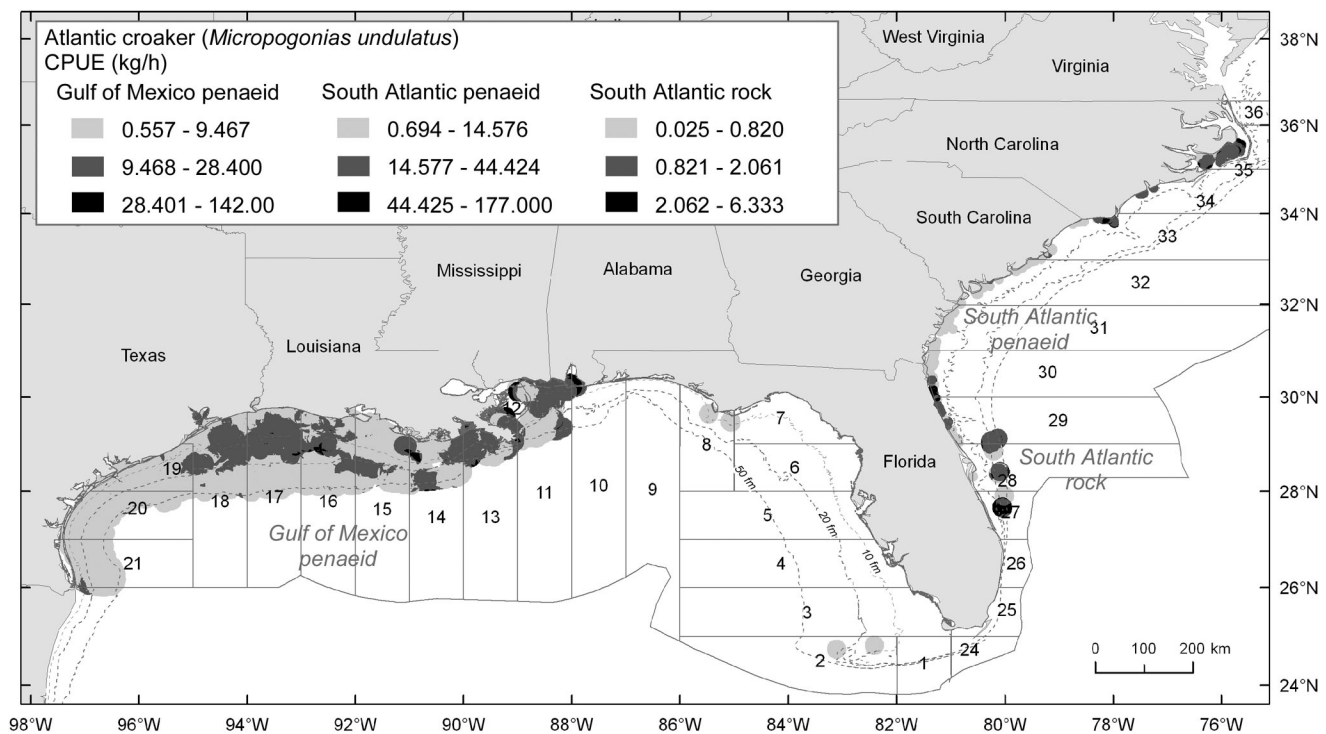 Atlantic croaker (Micropogonias undulatus)
CPUE (kg/h)
Gulf of Mexico penaeid
South Atlantic penaeid
South Atlantic rock
0.557 - 9.467
0.694 - 14.576
0.025 - 0.820
9.468 - 28.400
14.577 - 44.424
0.821 - 2.061
28.401 - 142.00
44.425 - 177.000
2.062 - 6.333
West Virginia
Virginia
North Carolina
South Carolina
Mississippi
Alabama
Georgia
Texas
Louisiana
Florida
South Atlantic
penaeid
South Atlantic
rock
Gulf of Mexico
penaeid
36
35
34
33
32
31
30
29
28
27
26
25
24
1
2
3
4
5
6
7
8
9
10
11
12
13
14
15
16
17
18
19
20
21
50 fm
20 fm
10 fm
0 100 200 km
38°N
36°N
34°N
32°N
30°N
28°N
26°N
24°N
98°W 96°W 94°W 92°W 90°W 88°W 86°W 84°W 82°W 80°W 78°W 76°W